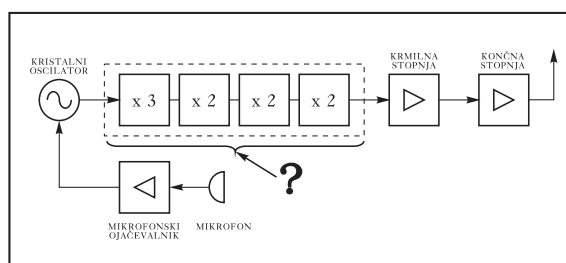 KRISTALNI
OSCILATOR
x 3
x 2
x 2
x 2
KRMILNA
STOPNJA
KONČNA
STOPNJA
?
MIKROFONSKI
OJAČEVALNIK
MIKROFON